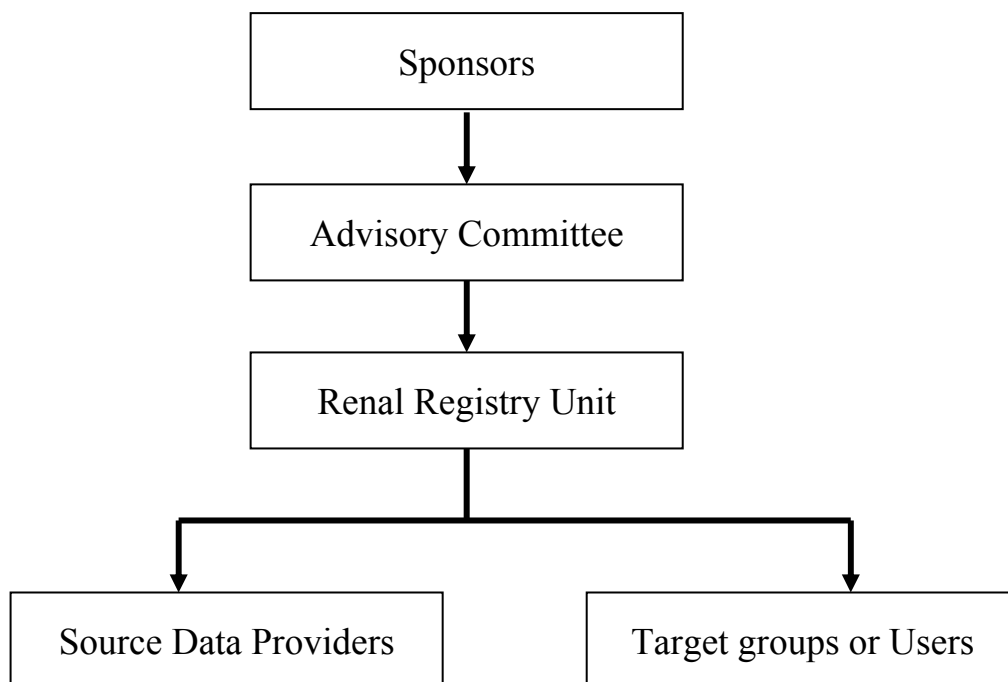 Sponsors
Advisory Committee
Renal Registry Unit
Source Data Providers
Target groups or Users